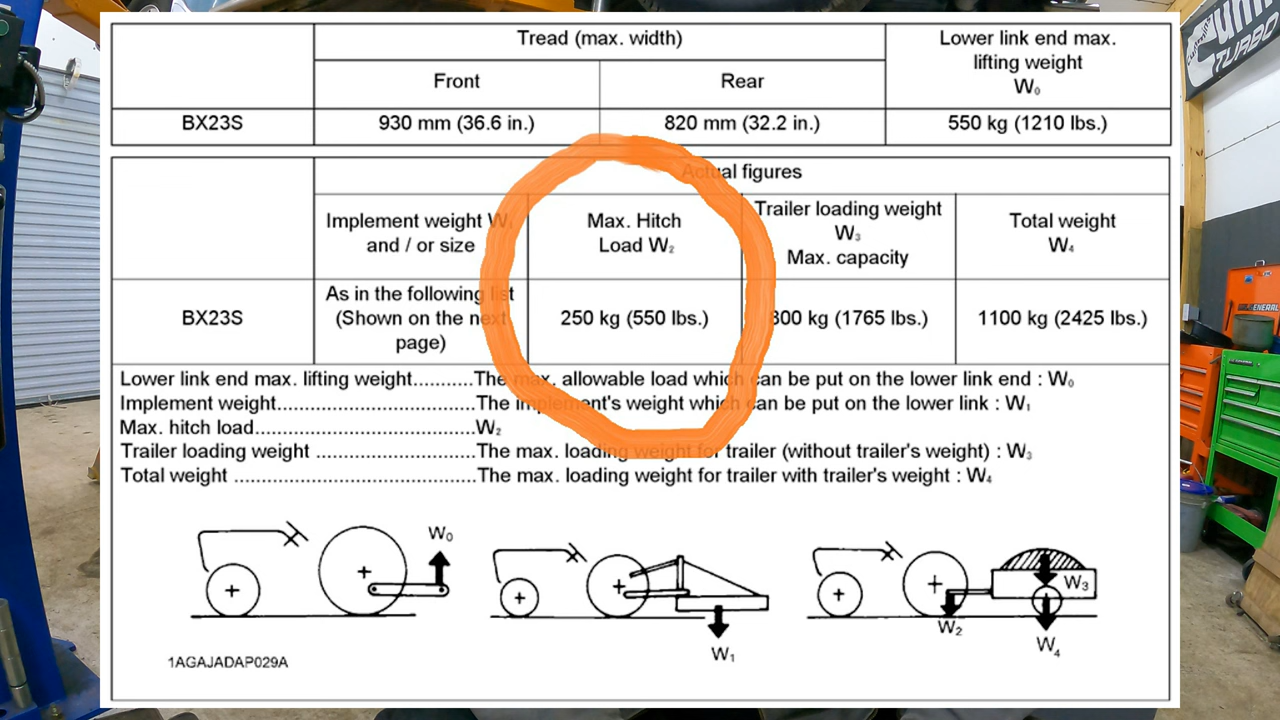 Tread (max. width)
Lower link end max.
lifting weight
W₀
Front
Rear
BX23S
930 mm (36.6 in.)
820 mm (32.2 in.)
550 kg (1210 lbs.)
Actual figures
Implement weight W₁
and / or size
Max. Hitch
Load W₂
Trailer loading weight
W₃
Max. capacity
Total weight
W₄
BX23S
As in the following list
(Shown on the next
page)
250 kg (550 lbs.)
800 kg (1765 lbs.)
1100 kg (2425 lbs.)
Lower link end max. lifting weight...........The max. allowable load which can be put on the lower link end : W₀
Implement weight....................................The implement's weight which can be put on the lower link : W₁
Max. hitch load........................................W₂
Trailer loading weight .............................The max. loading weight for trailer (without trailer's weight) : W₃
Total weight ............................................The max. loading weight for trailer with trailer's weight : W₄
W₀
W₁
W₂
W₃
W₄
1AGAJADAP029A
TURBO